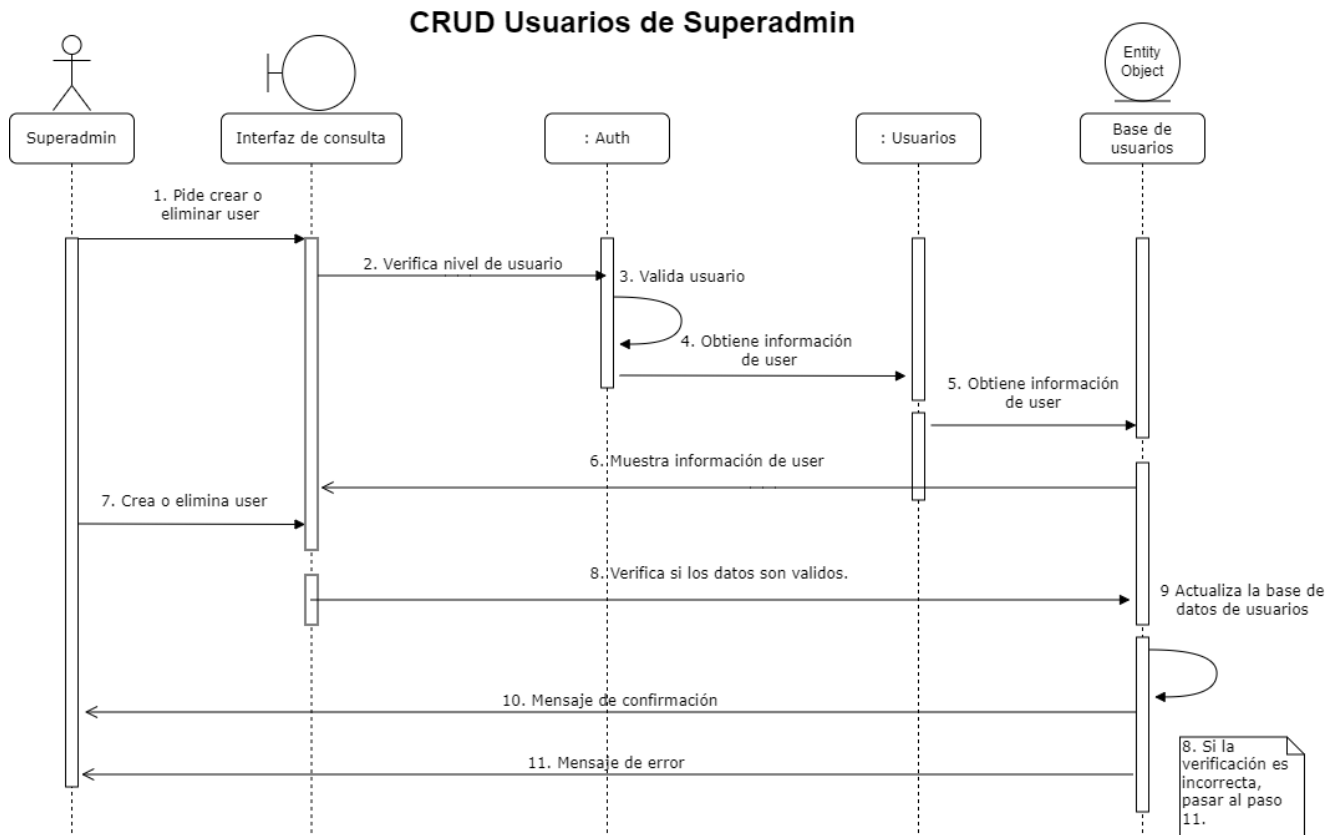 CRUD Usuarios de Superadmin
Entity
Object
Superadmin
Interfaz de consulta
: Auth
: Usuarios
Base de
usuarios
1. Pide crear o
eliminar user
2. Verifica nivel de usuario
3. Valida usuario
4. Obtiene información
de user
5. Obtiene información
de user
6. Muestra información de user
7. Crea o elimina user
8. Verifica si los datos son validos.
9 Actualiza la base de
datos de usuarios
10. Mensaje de confirmación
11. Mensaje de error
8. Si la
verificación es
incorrecta,
pasar al paso
11.